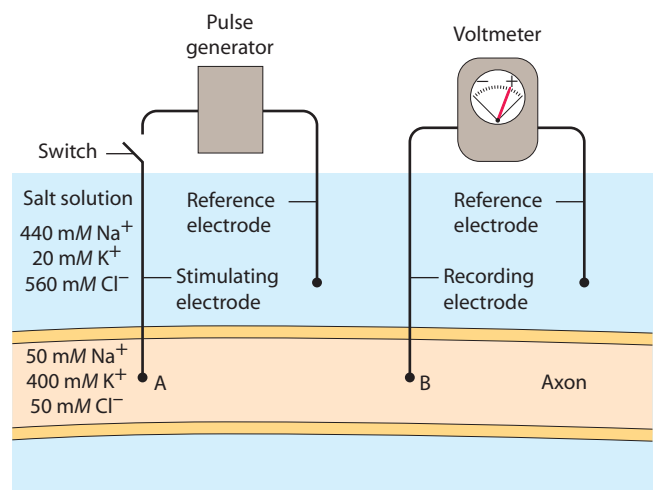 Pulse
generator
Voltmeter
− +
Switch
Salt solution
440 mM Na⁺
20 mM K⁺
560 mM Cl⁻
Reference
electrode
Reference
electrode
Stimulating
electrode
Recording
electrode
50 mM Na⁺
400 mM K⁺
50 mM Cl⁻
A
B
Axon